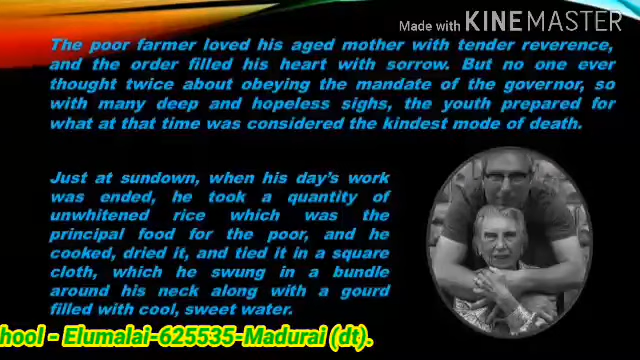 Made with KINEMASTER
The poor farmer loved his aged mother with tender reverence,
and the order filled his heart with sorrow. But no one ever
thought twice about obeying the mandate of the governor, so
with many deep and hopeless sighs, the youth prepared for
what at that time was considered the kindest mode of death.
Just at sundown, when his day’s work
was ended, he took a quantity of
unwhitened rice which was the
principal food for the poor, and he
cooked, dried it, and tied it in a square
cloth, which he swung in a bundle
around his neck along with a gourd
filled with cool, sweet water.
hool - Elumalai-625535-Madurai (dt).